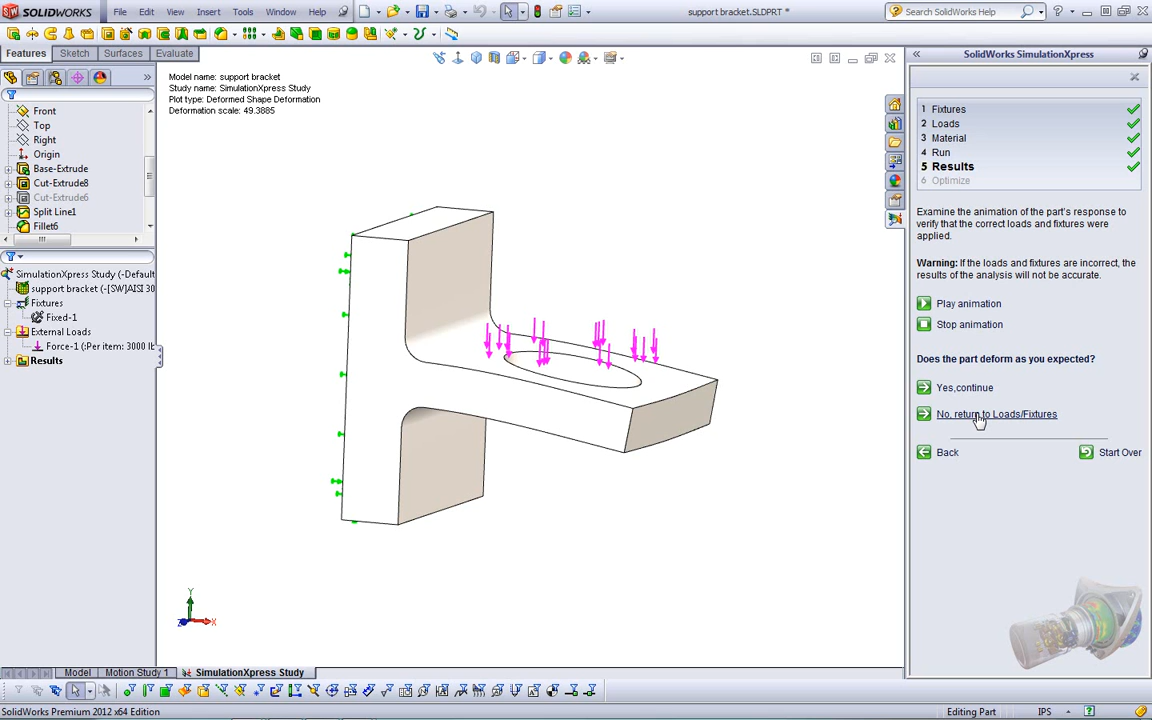 SOLIDWORKS File Edit View Insert Tools Window Help support bracket.SLDPRT * Search SolidWorks Help
Features Sketch Surfaces Evaluate
SolidWorks SimulationXpress
Model name: support bracket
Study name: SimulationXpress Study
Plot type: Deformed Shape Deformation
Deformation scale: 49.3885
Front
Top
Right
Origin
Base-Extrude
Cut-Extrude8
Cut-Extrude6
Split Line1
Fillet6
SimulationXpress Study (-Default
support bracket (-[SW]AISI 30
Fixtures
Fixed-1
External Loads
Force-1 (:Per item: 3000 lb
Results
1 Fixtures
2 Loads
3 Material
4 Run
5 Results
6 Optimize
Examine the animation of the part's response to
verify that the correct loads and fixtures were
applied.
Warning: If the loads and fixtures are incorrect, the
results of the analysis will not be accurate.
Play animation
Stop animation
Does the part deform as you expected?
Yes,continue
No, return to Loads/Fixtures
Back Start Over
Y
X
Z
Model Motion Study 1 SimulationXpress Study
SolidWorks Premium 2012 x64 Edition Editing Part IPS